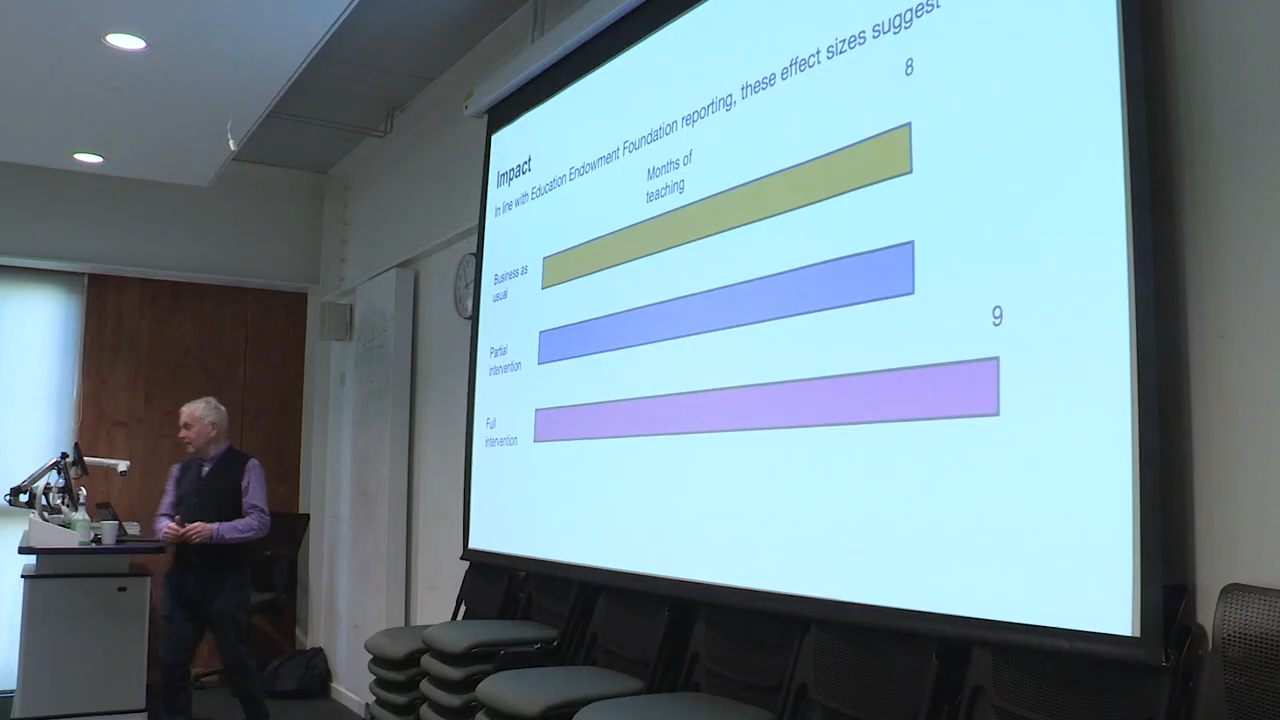 Impact
In line with Education Endowment Foundation reporting, these effect sizes suggest
8
Months of
teaching
Business as
usual
Partial
intervention
9
Full
intervention